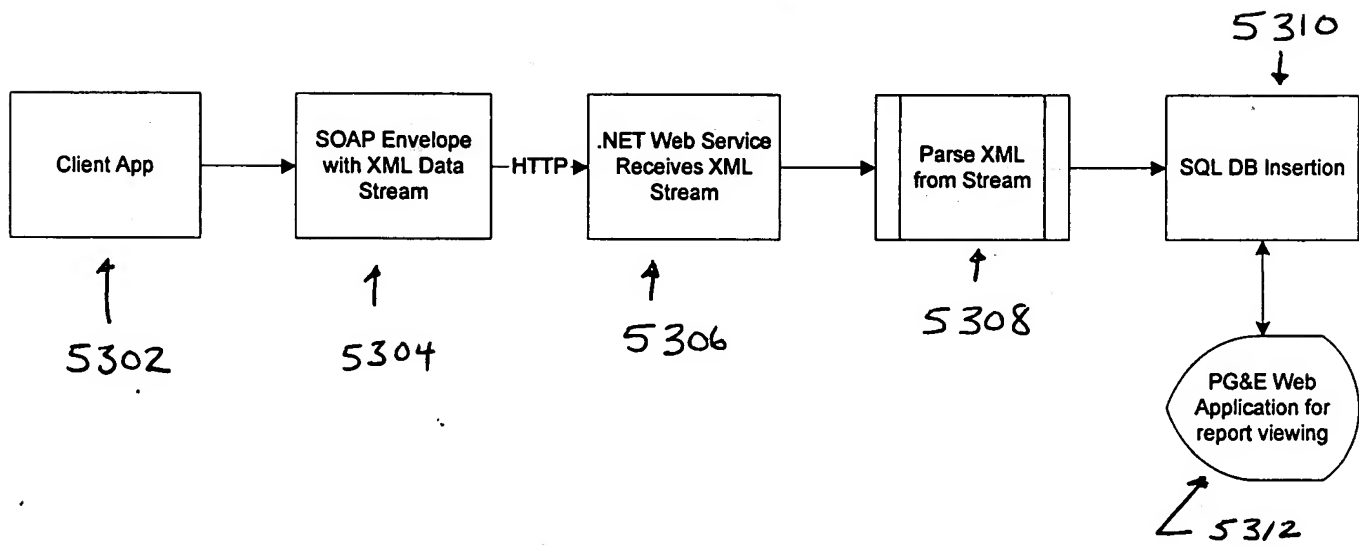 5310
Client App
SOAP Envelope
with XML Data
Stream
HTTP
.NET Web Service
Receives XML
Stream
Parse XML
from Stream
SQL DB Insertion
5302
5304
5306
5308
PG&E Web
Application for
report viewing
5312